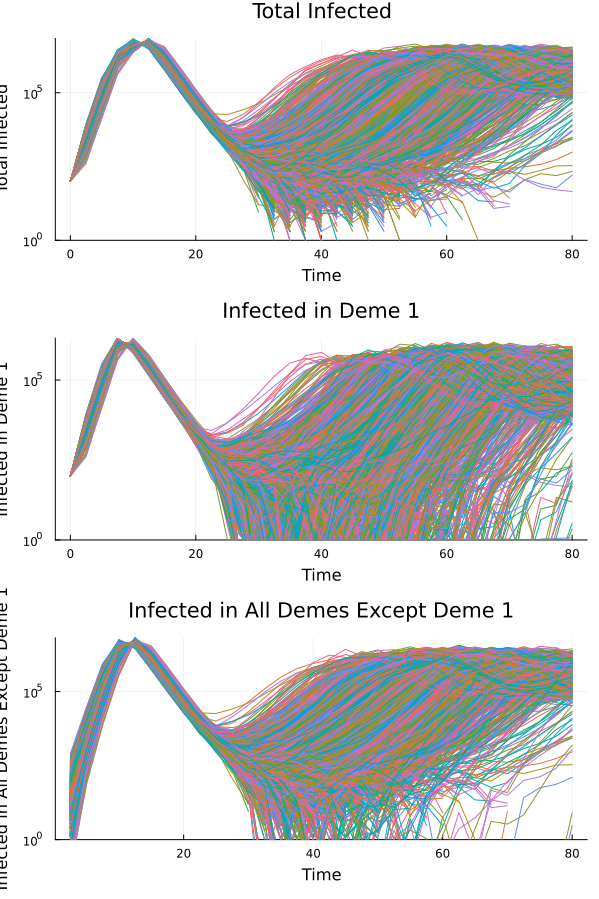 Total Infected
Total Infected
10^5
10^0
0 20 40 60 80
Time
Infected in Deme 1
Infected in Deme 1
10^5
10^0
0 20 40 60 80
Time
Infected in All Demes Except Deme 1
Infected in All Demes Except Deme 1
10^5
10^0
20 40 60 80
Time